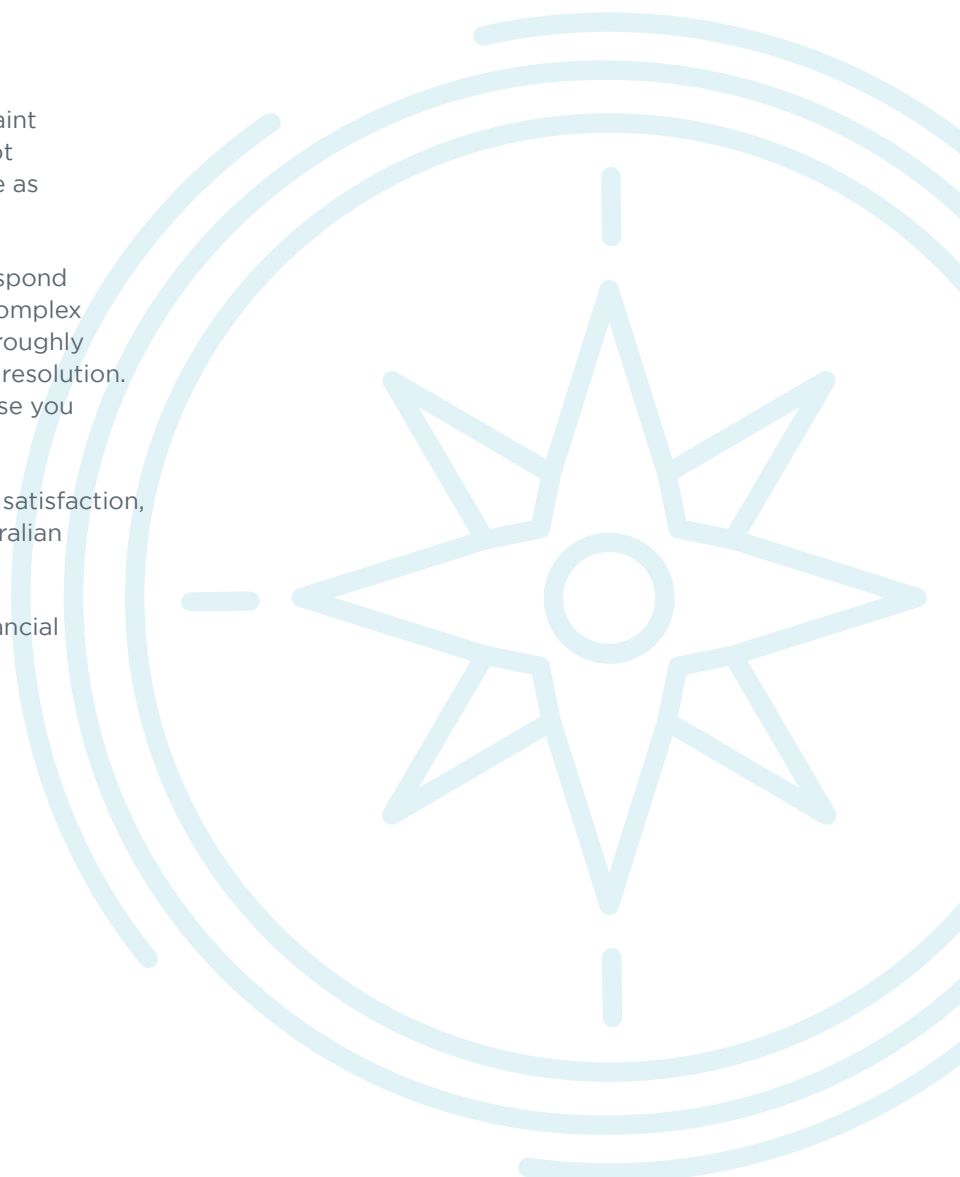 aint
ot
e as
spond
omplex
roughly
resolution.
se you
satisfaction,
ralian
ancial